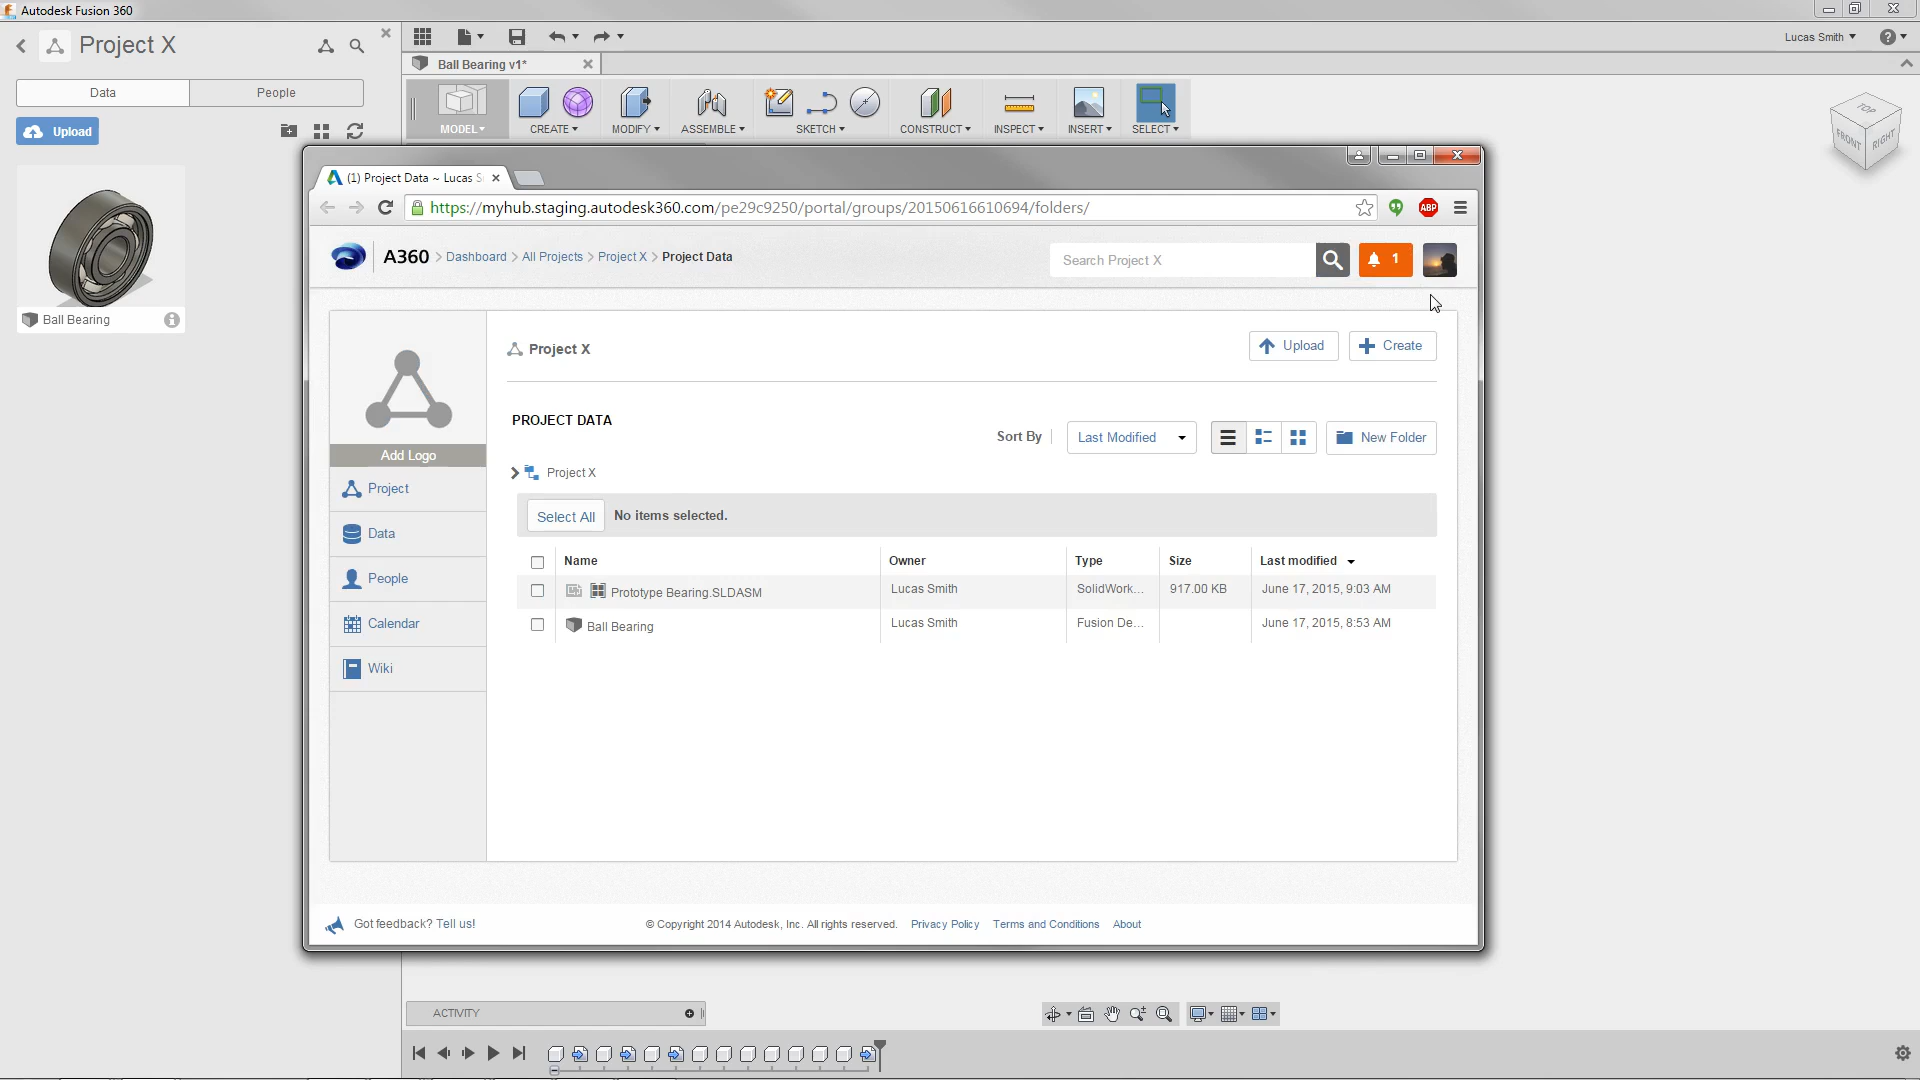 Autodesk Fusion 360
Project X
Lucas Smith
Ball Bearing v1*
Data
People
Upload
MODEL
CREATE
MODIFY
ASSEMBLE
SKETCH
CONSTRUCT
INSPECT
INSERT
SELECT
TOP
FRONT
RIGHT
Ball Bearing
(1) Project Data ~ Lucas S
https://myhub.staging.autodesk360.com/pe29c9250/portal/groups/20150616610694/folders/
ABP
A360 > Dashboard > All Projects > Project X > Project Data
Search Project X
1
Project X
Upload
Create
PROJECT DATA
Sort By
Last Modified
New Folder
Add Logo
Project
Data
People
Calendar
Wiki
Project X
Select All
No items selected.
Name Owner Type Size Last modified
Prototype Bearing.SLDASM Lucas Smith SolidWork... 917.00 KB June 17, 2015, 9:03 AM
Ball Bearing Lucas Smith Fusion De... June 17, 2015, 8:53 AM
Got feedback? Tell us!
© Copyright 2014 Autodesk, Inc. All rights reserved. Privacy Policy Terms and Conditions About
ACTIVITY